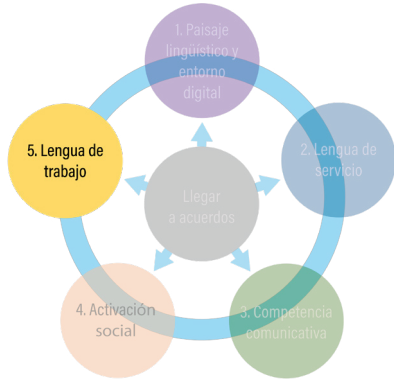 1. Paisaje
lingüístico y
entorno
digital
2. Lengua de
servicio
3. Competencia
comunicativa
4. Activación
social
5. Lengua de
trabajo
Llegar
a acuerdos